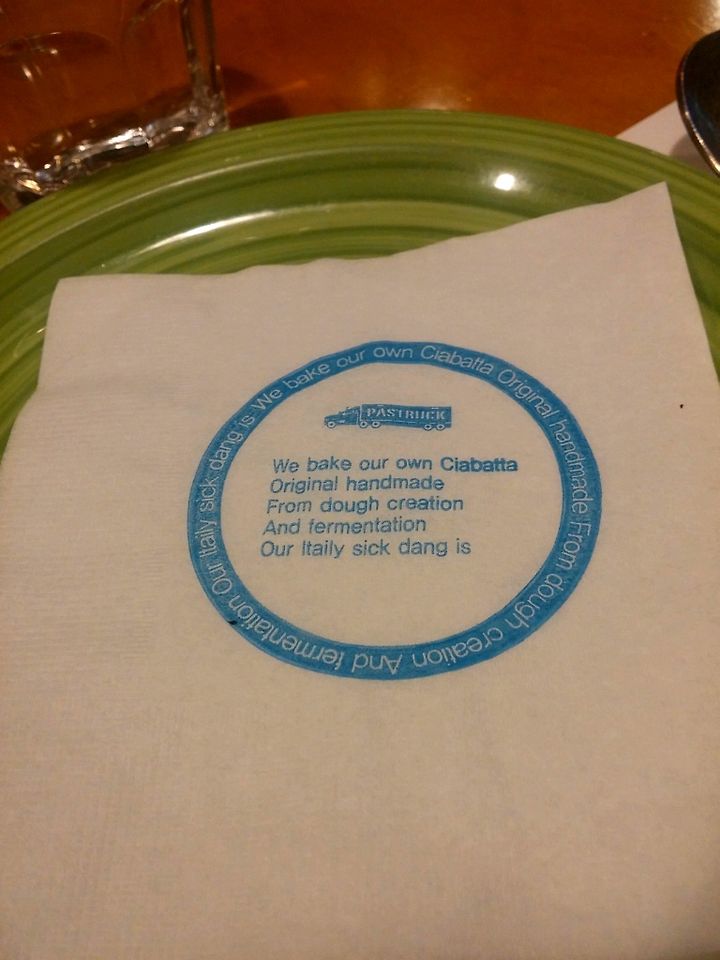 PASTRUCK
We bake our own Ciabatta
Original handmade
From dough creation
And fermentation
Our Itaily sick dang is
We bake our own Ciabatta Original handmade From dough creation And fermentation Our Itaily sick dang is